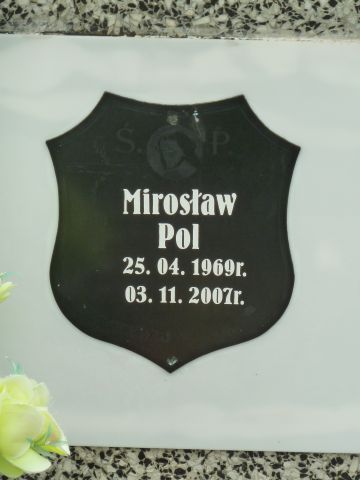 Ś. P
Mirosław
Pol
25. 04. 1969r.
03. 11. 2007r.